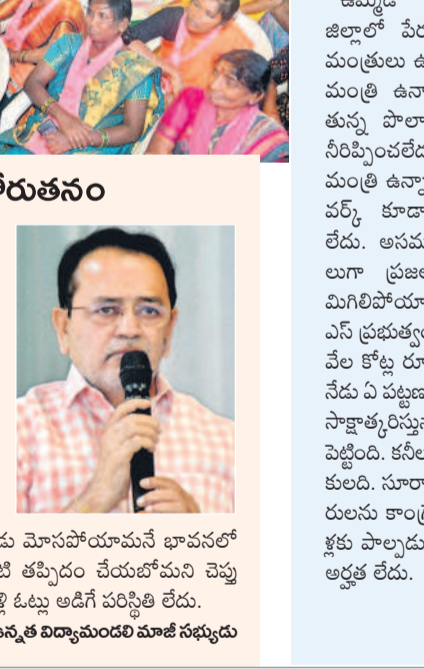 రుతనం
డు మోసపోయామనే భావనలో
టి తప్పిదం చేయబోమని చెప్తు
ళ్లి ఓట్లు అడిగే పరిస్థితి లేదు.
ఉన్నత విద్యామండలి మాజీ సభ్యుడు
ఉమ్మడి
జిల్లాలో పేరు
మంత్రులు ఉ
మంత్రి ఉనా
తున్న పొలా
నీరిప్పించలేద
మంత్రి ఉన్నా
వర్క్ కూడా
లేదు. అసమ
లుగా ప్రజల
మిగిలిపోయా
ఎస్ ప్రభుత్వం
వేల కోట్ల రూ
నేడు ఏ పట్టణ
సాక్షాత్కరిస్తున
పెట్టింది. కనీల
కులది. సూరా
రులను కాంగ్రె
ళ్లకు పాల్పడు
అర్హత లేదు.